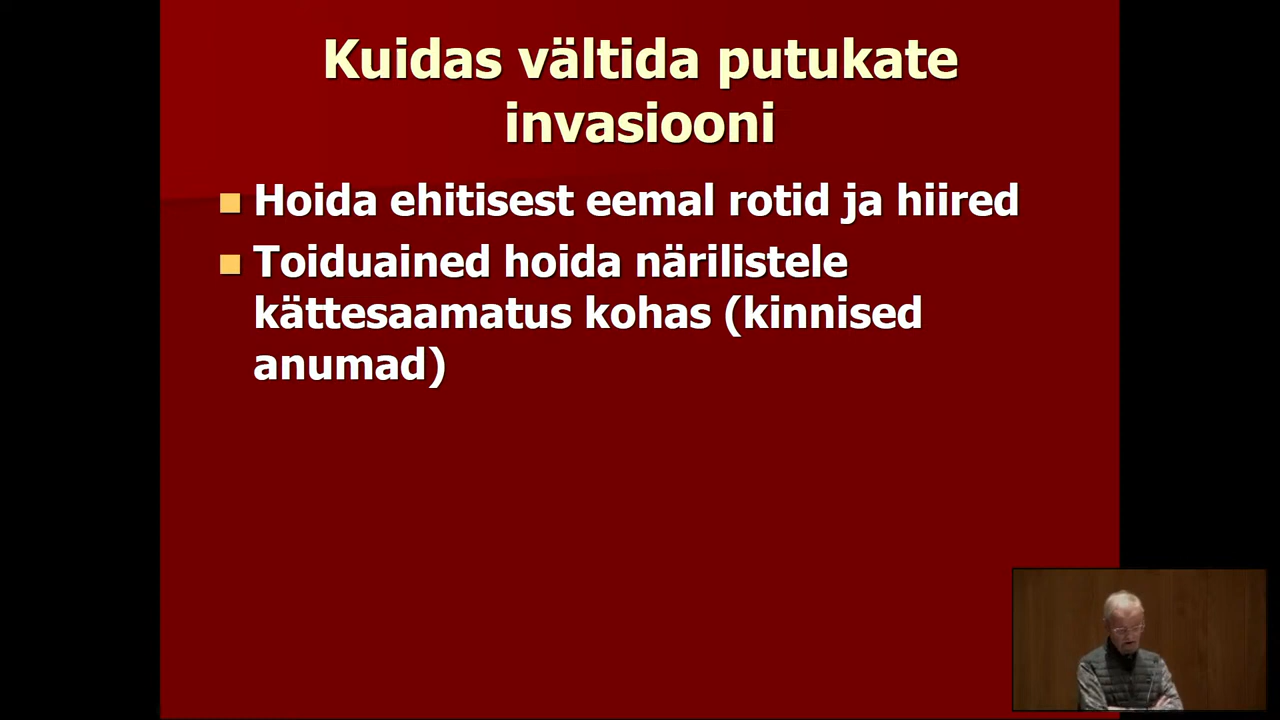 Kuidas vältida putukate
invasiooni
Hoida ehitisest eemal rotid ja hiired
Toiduained hoida närilistele
kättesaamatus kohas (kinnised
anumad)